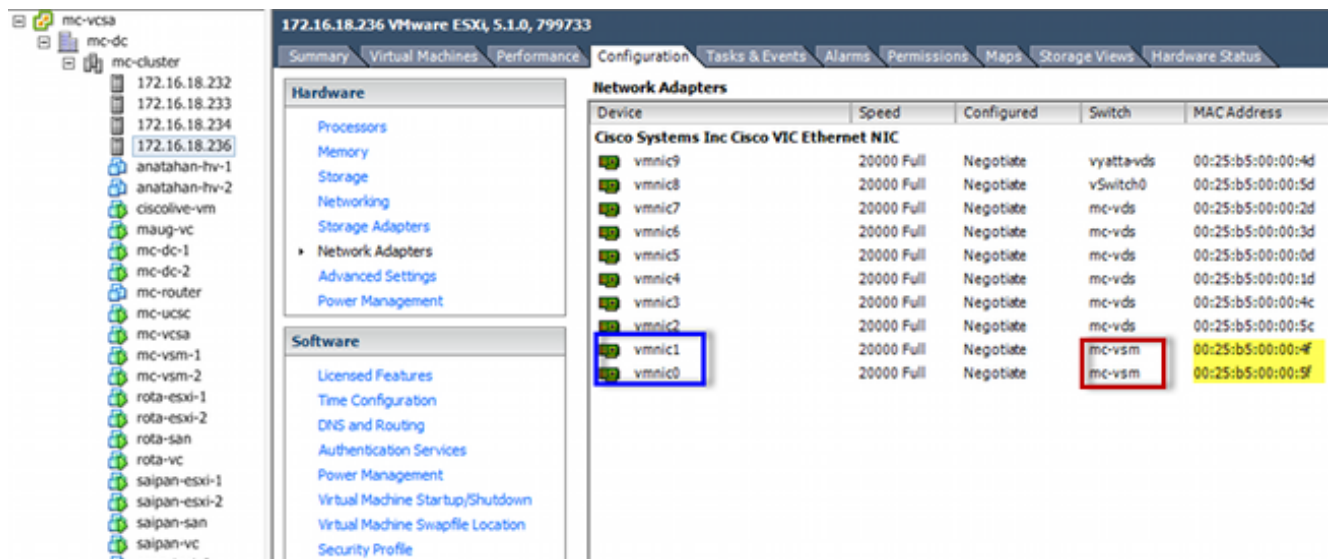 mc-vcsa
mc-dc
mc-cluster
172.16.18.232
172.16.18.233
172.16.18.234
172.16.18.236
anatahan-hv-1
anatahan-hv-2
ciscolive-vm
maug-vc
mc-dc-1
mc-dc-2
mc-router
mc-ucsc
mc-vcsa
mc-vsm-1
mc-vsm-2
rota-esxi-1
rota-esxi-2
rota-san
rota-vc
saipan-esxi-1
saipan-esxi-2
saipan-san
saipan-vc
172.16.18.236 VMware ESXi, 5.1.0, 799733
Summary Virtual Machines Performance Configuration Tasks & Events Alarms Permissions Maps Storage Views Hardware Status
Hardware
Processors
Memory
Storage
Networking
Storage Adapters
Network Adapters
Advanced Settings
Power Management
Software
Licensed Features
Time Configuration
DNS and Routing
Authentication Services
Power Management
Virtual Machine Startup/Shutdown
Virtual Machine Swapfile Location
Security Profile
Network Adapters
Device Speed Configured Switch MAC Address
Cisco Systems Inc Cisco VIC Ethernet NIC
vmnic9 20000 Full Negotiate vyatta-vds 00:25:b5:00:00:4d
vmnic8 20000 Full Negotiate vSwitch0 00:25:b5:00:00:5d
vmnic7 20000 Full Negotiate mc-vds 00:25:b5:00:00:2d
vmnic6 20000 Full Negotiate mc-vds 00:25:b5:00:00:3d
vmnic5 20000 Full Negotiate mc-vds 00:25:b5:00:00:0d
vmnic4 20000 Full Negotiate mc-vds 00:25:b5:00:00:1d
vmnic3 20000 Full Negotiate mc-vds 00:25:b5:00:00:4c
vmnic2 20000 Full Negotiate mc-vds 00:25:b5:00:00:5c
vmnic1 20000 Full Negotiate mc-vsm 00:25:b5:00:00:4f
vmnic0 20000 Full Negotiate mc-vsm 00:25:b5:00:00:5f